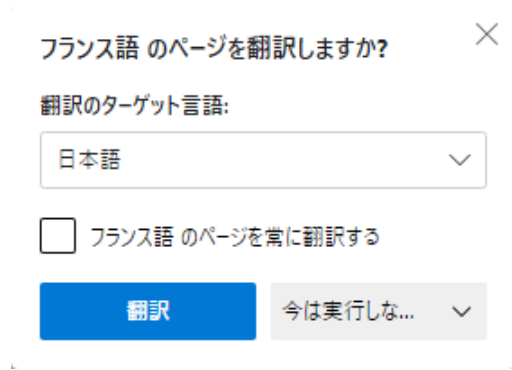 フランス語 のページを翻訳しますか?
翻訳のターゲット言語:
日本語
フランス語 のページを常に翻訳する
翻訳
今は実行しな...